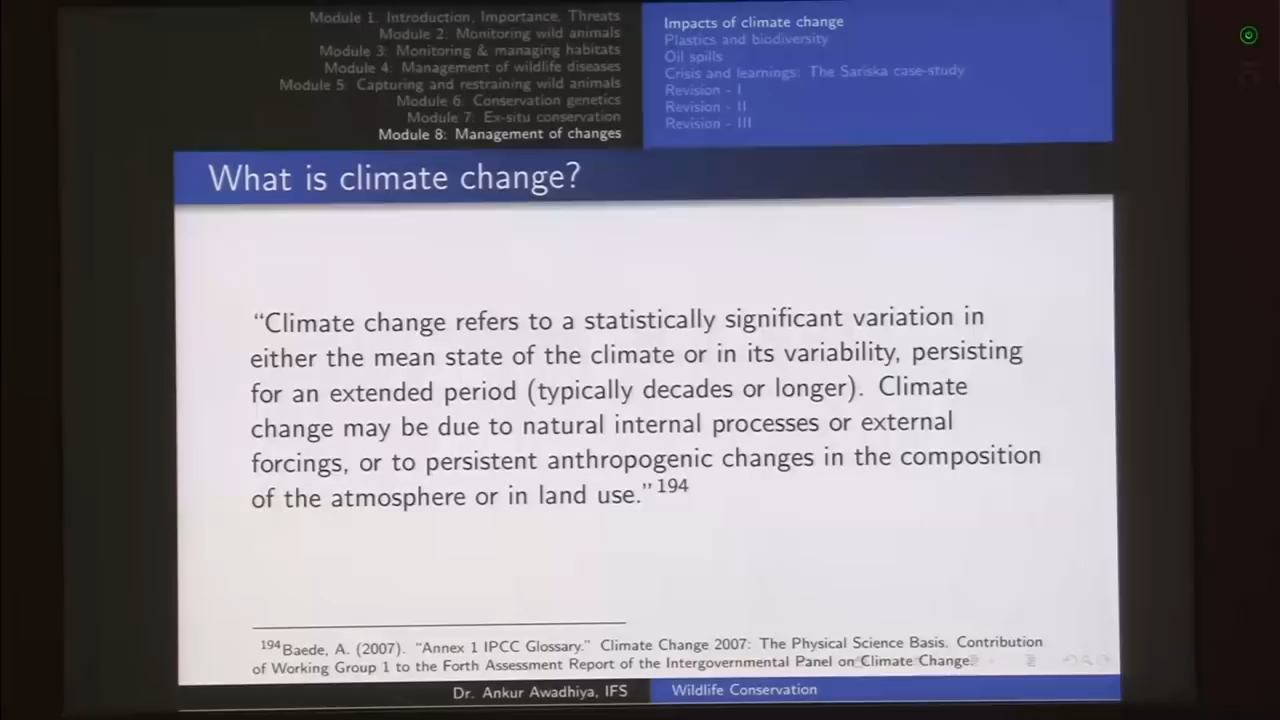 Module 1. Introduction, Importance, Threats
Module 2: Monitoring wild animals
Module 3: Monitoring & managing habitats
Module 4: Management of wildlife diseases
Module 5: Capturing and restraining wild animals
Module 6: Conservation genetics
Module 7: Ex-situ conservation
Module 8: Management of changes
Impacts of climate change
Plastics and biodiversity
Oil spills
Crisis and learnings: The Sariska case-study
Revision - I
Revision - II
Revision - III
What is climate change?
“Climate change refers to a statistically significant variation in
either the mean state of the climate or in its variability, persisting
for an extended period (typically decades or longer). Climate
change may be due to natural internal processes or external
forcings, or to persistent anthropogenic changes in the composition
of the atmosphere or in land use.”194
194Baede, A. (2007). “Annex 1 IPCC Glossary.” Climate Change 2007: The Physical Science Basis. Contribution
of Working Group 1 to the Forth Assessment Report of the Intergovernmental Panel on Climate Change.
Dr. Ankur Awadhiya, IFS
Wildlife Conservation